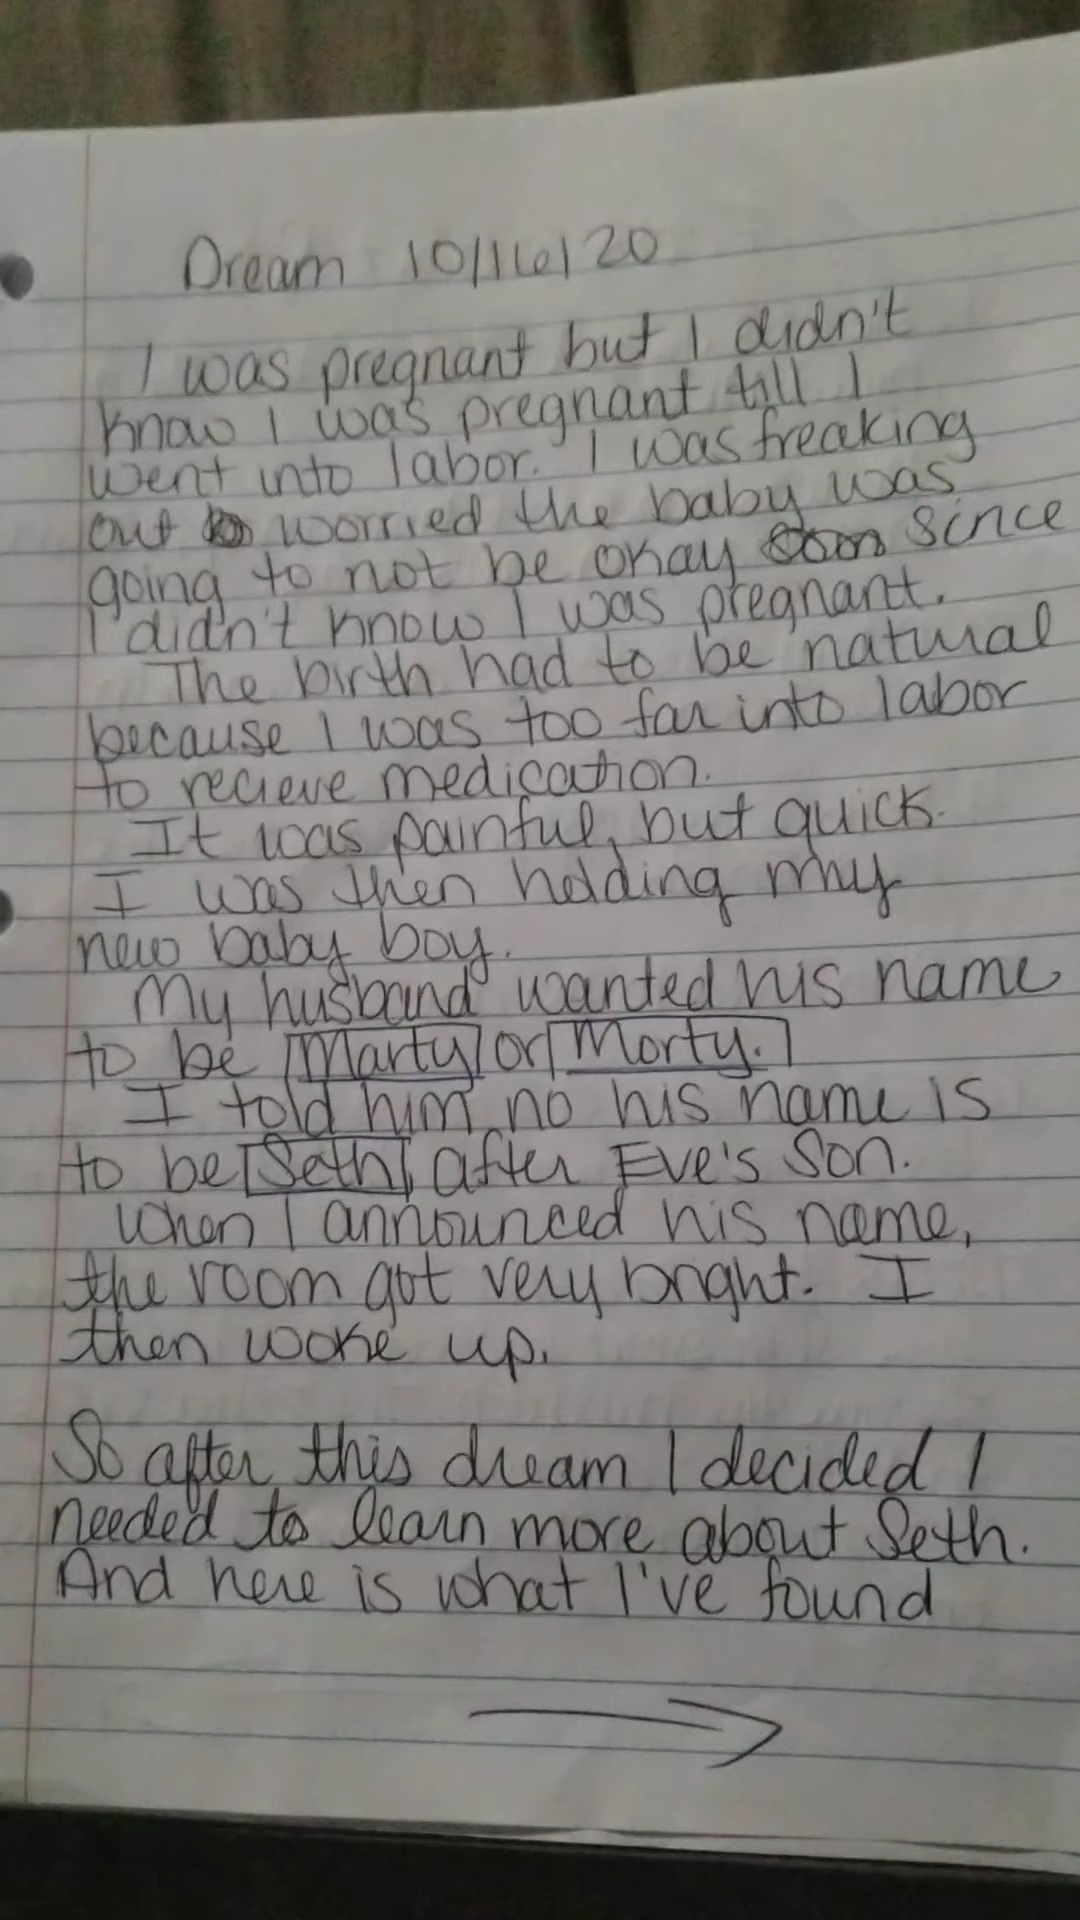 Dream 10/16/20
I was pregnant but I didn't
know I was pregnant till I
went into labor. I was freaking
out worried the baby was
going to not be okay since
I didn't know I was pregnant.
The birth had to be natural
because I was too far into labor
to recieve medication.
It was painful, but quick.
I was then holding my
new baby boy.
My husband wanted his name
to be Marty or Morty.
I told him no his name is
to be Seth, after Eve's Son.
When I announced his name,
the room got very bright. I
then woke up.
So after this dream I decided I
needed to learn more about Seth.
And here is what I've found